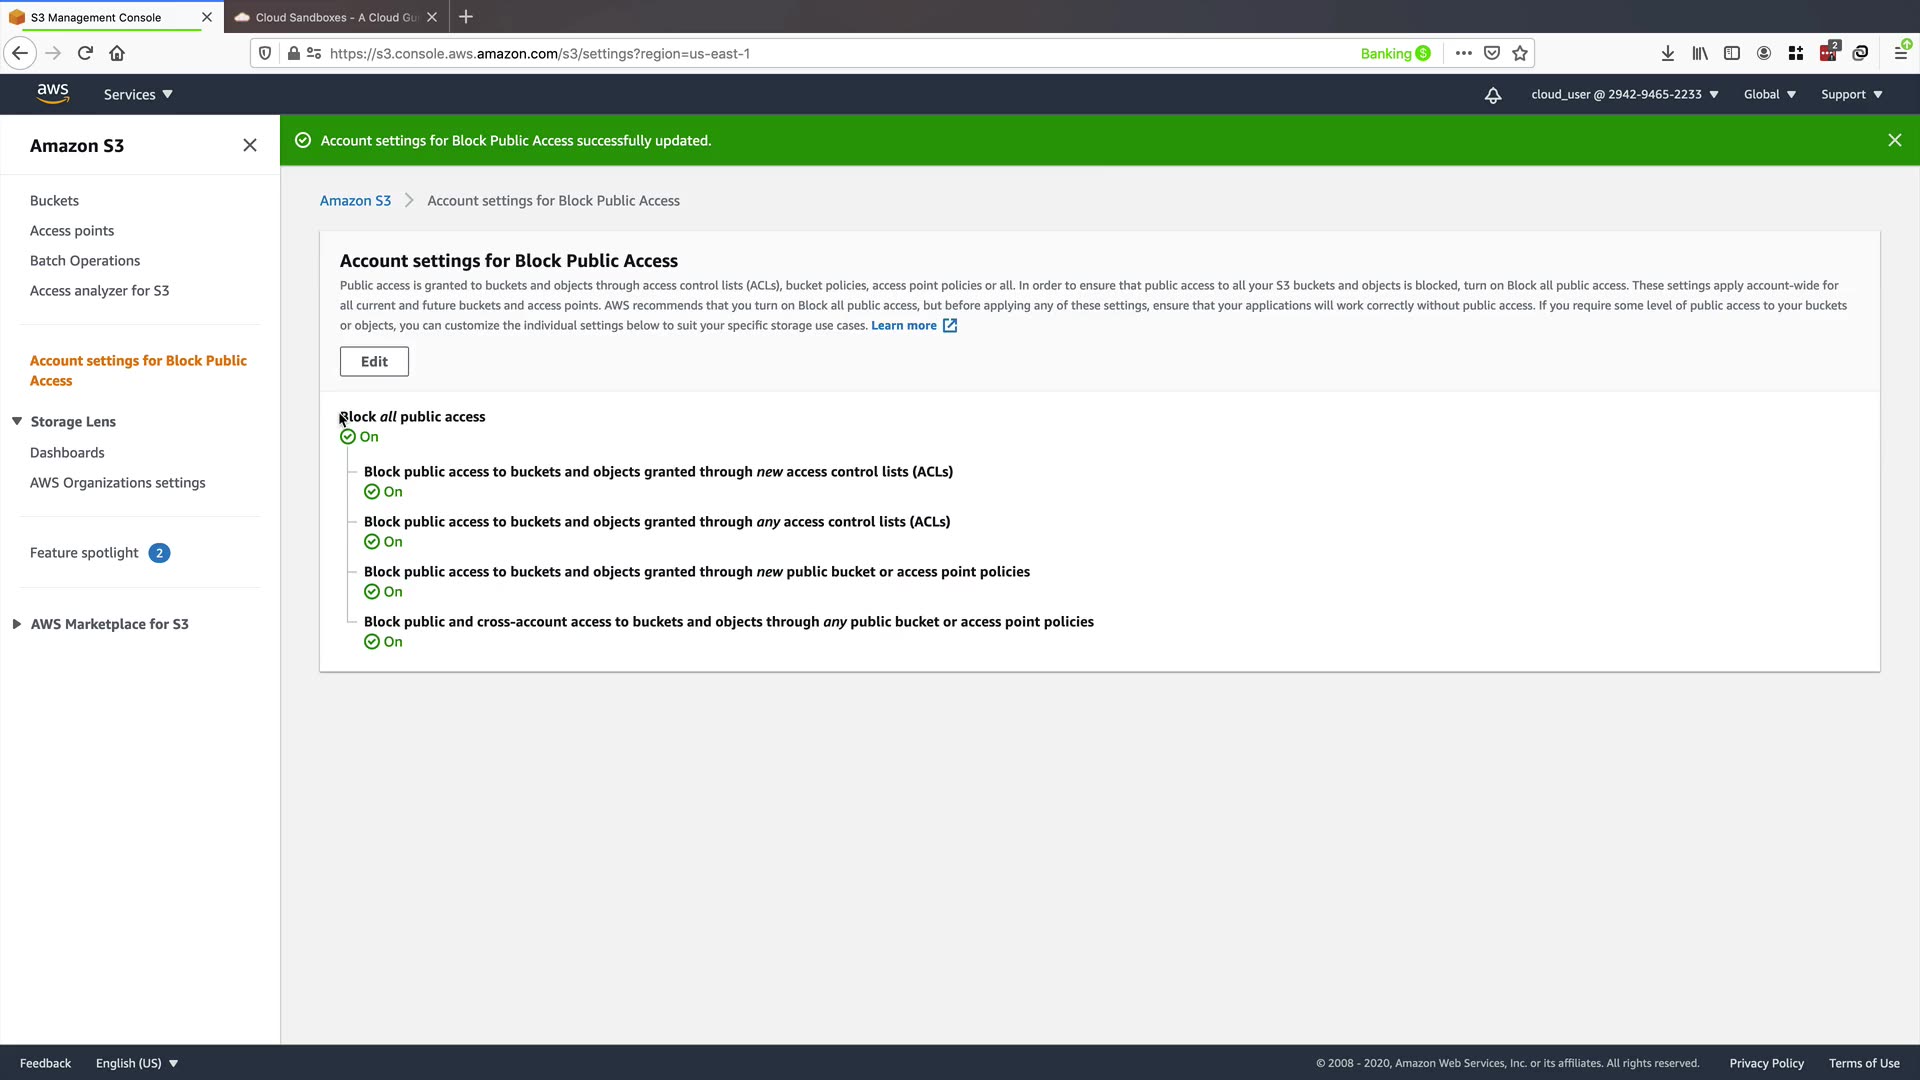 S3 Management Console
Cloud Sandboxes - A Cloud Gu
https://s3.console.aws.amazon.com/s3/settings?region=us-east-1
Banking
2
aws
Services
cloud_user @ 2942-9465-2233
Global
Support
Amazon S3
Account settings for Block Public Access successfully updated.
Buckets
Access points
Batch Operations
Access analyzer for S3
Account settings for Block Public
Access
Storage Lens
Dashboards
AWS Organizations settings
Feature spotlight 2
AWS Marketplace for S3
Amazon S3 > Account settings for Block Public Access
Account settings for Block Public Access
Public access is granted to buckets and objects through access control lists (ACLs), bucket policies, access point policies or all. In order to ensure that public access to all your S3 buckets and objects is blocked, turn on Block all public access. These settings apply account-wide for
all current and future buckets and access points. AWS recommends that you turn on Block all public access, but before applying any of these settings, ensure that your applications will work correctly without public access. If you require some level of public access to your buckets
or objects, you can customize the individual settings below to suit your specific storage use cases. Learn more
Edit
Block all public access
On
Block public access to buckets and objects granted through new access control lists (ACLs)
On
Block public access to buckets and objects granted through any access control lists (ACLs)
On
Block public access to buckets and objects granted through new public bucket or access point policies
On
Block public and cross-account access to buckets and objects through any public bucket or access point policies
On
Feedback
English (US)
© 2008 - 2020, Amazon Web Services, Inc. or its affiliates. All rights reserved.
Privacy Policy
Terms of Use